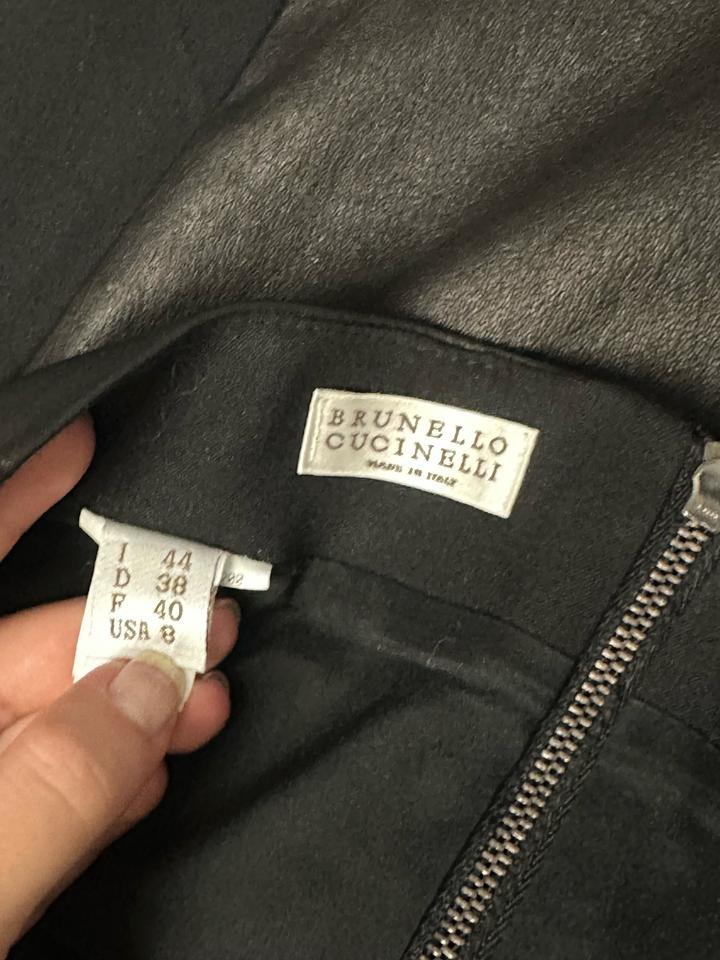 BRUNELLO
CUCINELLI
MADE IN ITALY
I 44
D 38
F 40
USA 8